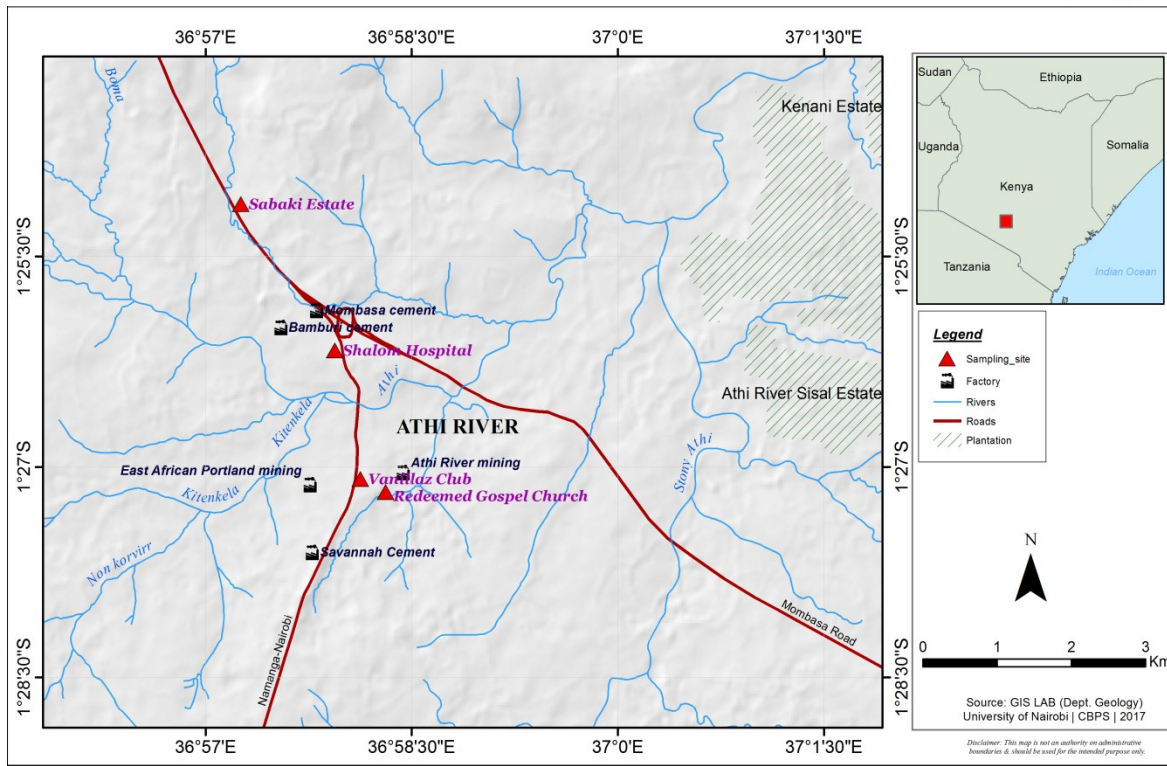 36°57'E
36°58'30"E
37°0'E
37°1'30"E
Boma
Kenani Estate
Sabaki Estate
1°25'30"S
1°25'30"S
Mombasa cement
Bamburi cement
Shalom Hospital
Athi
Kitenkela
ATHI RIVER
Athi River Sisal Estate
Stony Athi
East African Portland mining
Athi River mining
1°27'S
1°27'S
Kitenkela
Vanillaz Club
Redeemed Gospel Church
Non korvirr
Savannah Cement
Namanga-Nairobi
Mombasa Road
1°28'30"S
1°28'30"S
36°57'E
36°58'30"E
37°0'E
37°1'30"E
Sudan
Ethiopia
Uganda
Somalia
Kenya
Tanzania
Indian Ocean
Legend
Sampling_site
Factory
Rivers
Roads
Plantation
N
0 1 2 3
Km
Source: GIS LAB (Dept. Geology)
University of Nairobi | CBPS | 2017
Disclaimer: This map is not an authority on administrative
boundaries & should be used for the intended purpose only.